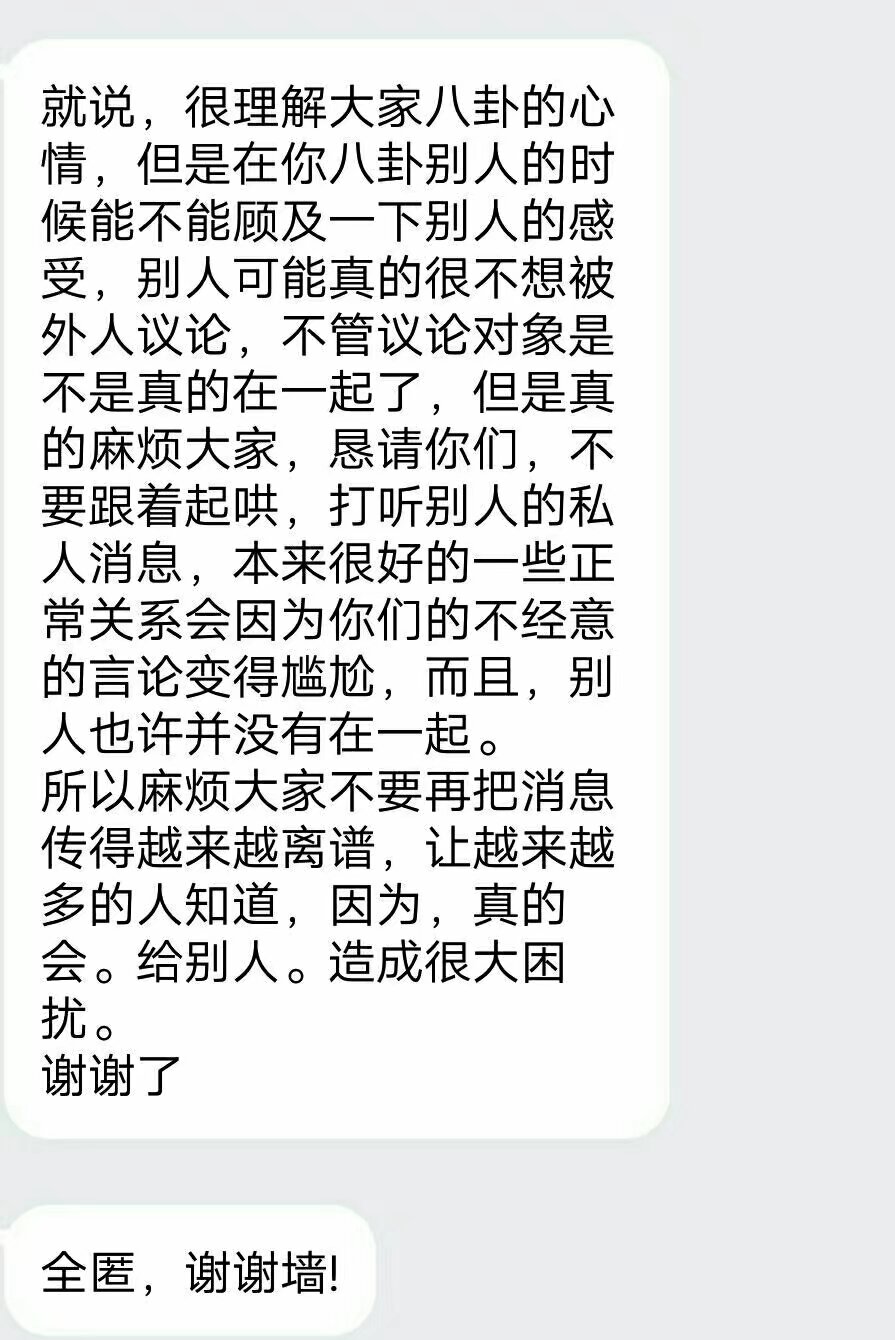 就说，很理解大家八卦的心
情，但是在你八卦别人的时
候能不能顾及一下别人的感
受，别人可能真的很不想被
外人议论，不管议论对象是
不是真的在一起了，但是真
的麻烦大家，恳请你们，不
要跟着起哄，打听别人的私
人消息，本来很好的一些正
常关系会因为你们的不经意
的言论变得尴尬，而且，别
人也许并没有在一起。
所以麻烦大家不要再把消息
传得越来越离谱，让越来越
多的人知道，因为，真的
会。给别人。造成很大困
扰。
谢谢了
全匿，谢谢墙!